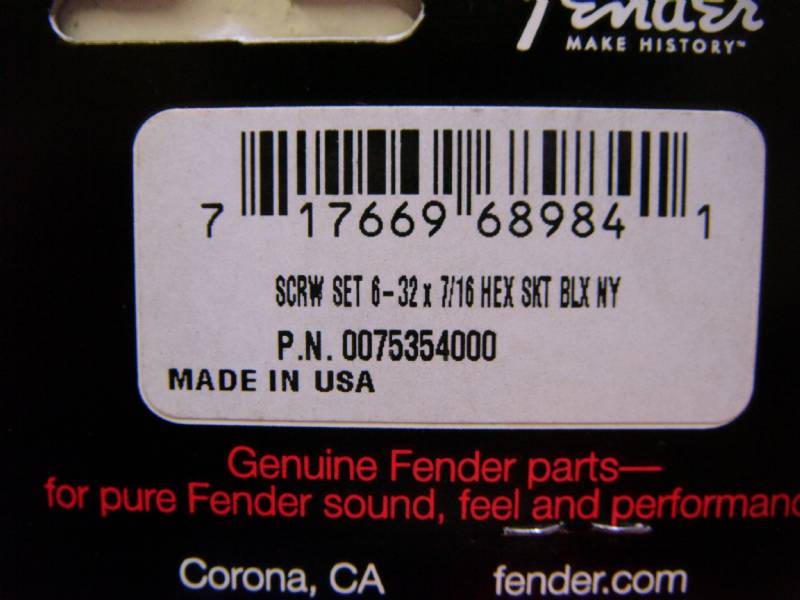 Fender
MAKE HISTORY™
7 17669 68984 1
SCRW SET 6-32 x 7/16 HEX SKT BLX NY
P.N. 0075354000
MADE IN USA
Genuine Fender parts—
for pure Fender sound, feel and performanc
Corona, CA fender.com